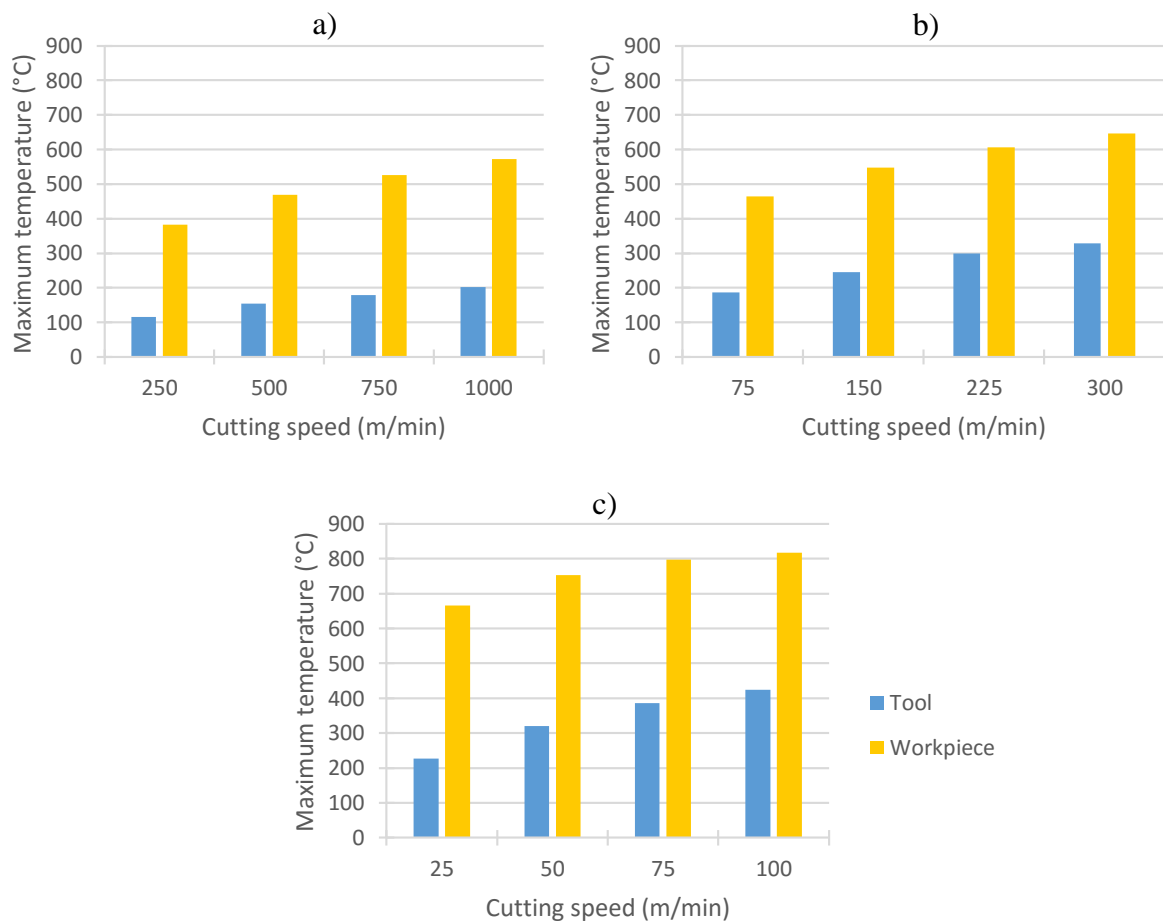 a)
Maximum temperature (°C)
900
800
700
600
500
400
300
200
100
0
250 500 750 1000
Cutting speed (m/min)
b)
Maximum temperature (°C)
900
800
700
600
500
400
300
200
100
0
75 150 225 300
Cutting speed (m/min)
c)
Maximum temperature (°C)
900
800
700
600
500
400
300
200
100
0
25 50 75 100
Cutting speed (m/min)
Tool
Workpiece